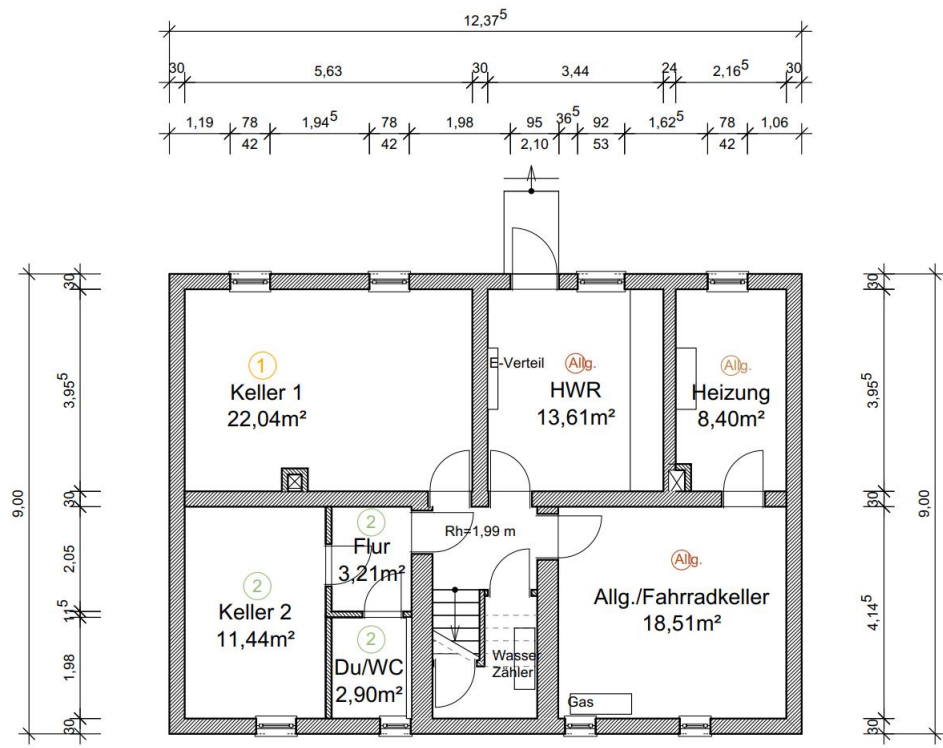 12,37⁵
30 5,63 30 3,44 24 2,16⁵ 30
1,19 78 1,94⁵ 78 1,98 95 36⁵ 92 1,62⁵ 78 1,06
42 42 2,10 53 42
30 30
E-Verteil Allg. Allg.
1 HWR Heizung
Keller 1 13,61m² 8,40m²
22,04m²
3,95⁵ 3,95⁵
9,00 9,00
30 30
2 Rh=1,99 m
Flur
3,21m²
2,05
2 Allg.
Keller 2 Allg./Fahrradkeller
11,44m² 18,51m²
11⁵ 4,14⁵
2
Du/WC Wasser
2,90m² Zähler
1,98
Gas
30 30